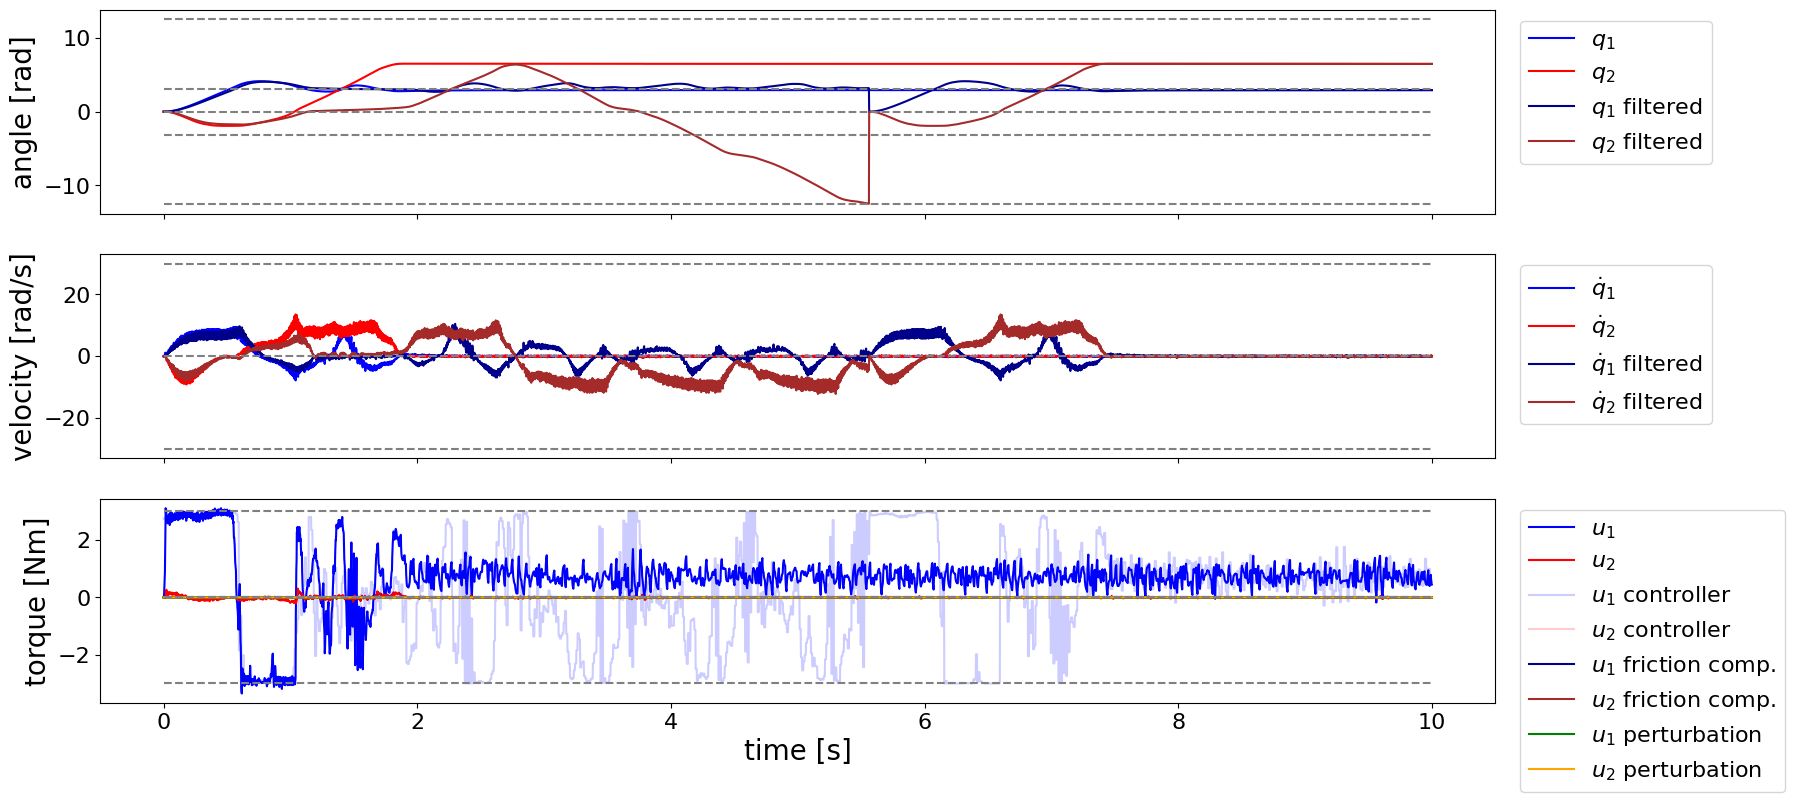 angle [rad]
10
0
−10
q₁
q₂
q₁ filtered
q₂ filtered
velocity [rad/s]
20
0
−20
q̇₁
q̇₂
q̇₁ filtered
q̇₂ filtered
torque [Nm]
2
0
−2
0 2 4 6 8 10
time [s]
u₁
u₂
u₁ controller
u₂ controller
u₁ friction comp.
u₂ friction comp.
u₁ perturbation
u₂ perturbation